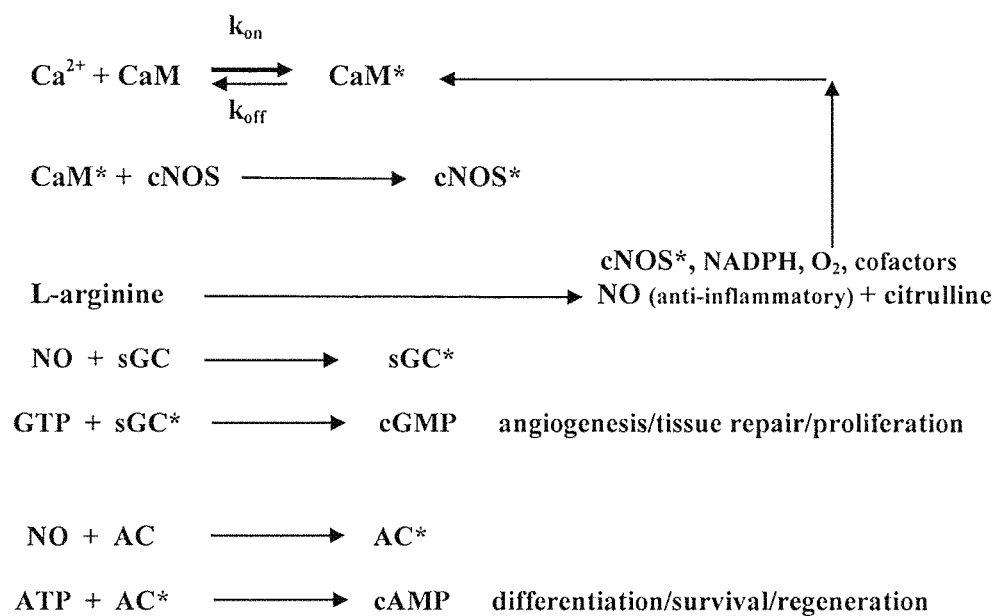 k_on
Ca²⁺ + CaM CaM*
k_off
CaM* + cNOS cNOS*
cNOS*, NADPH, O₂, cofactors
L-arginine NO (anti-inflammatory) + citrulline
NO + sGC sGC*
GTP + sGC* cGMP angiogenesis/tissue repair/proliferation
NO + AC AC*
ATP + AC* cAMP differentiation/survival/regeneration